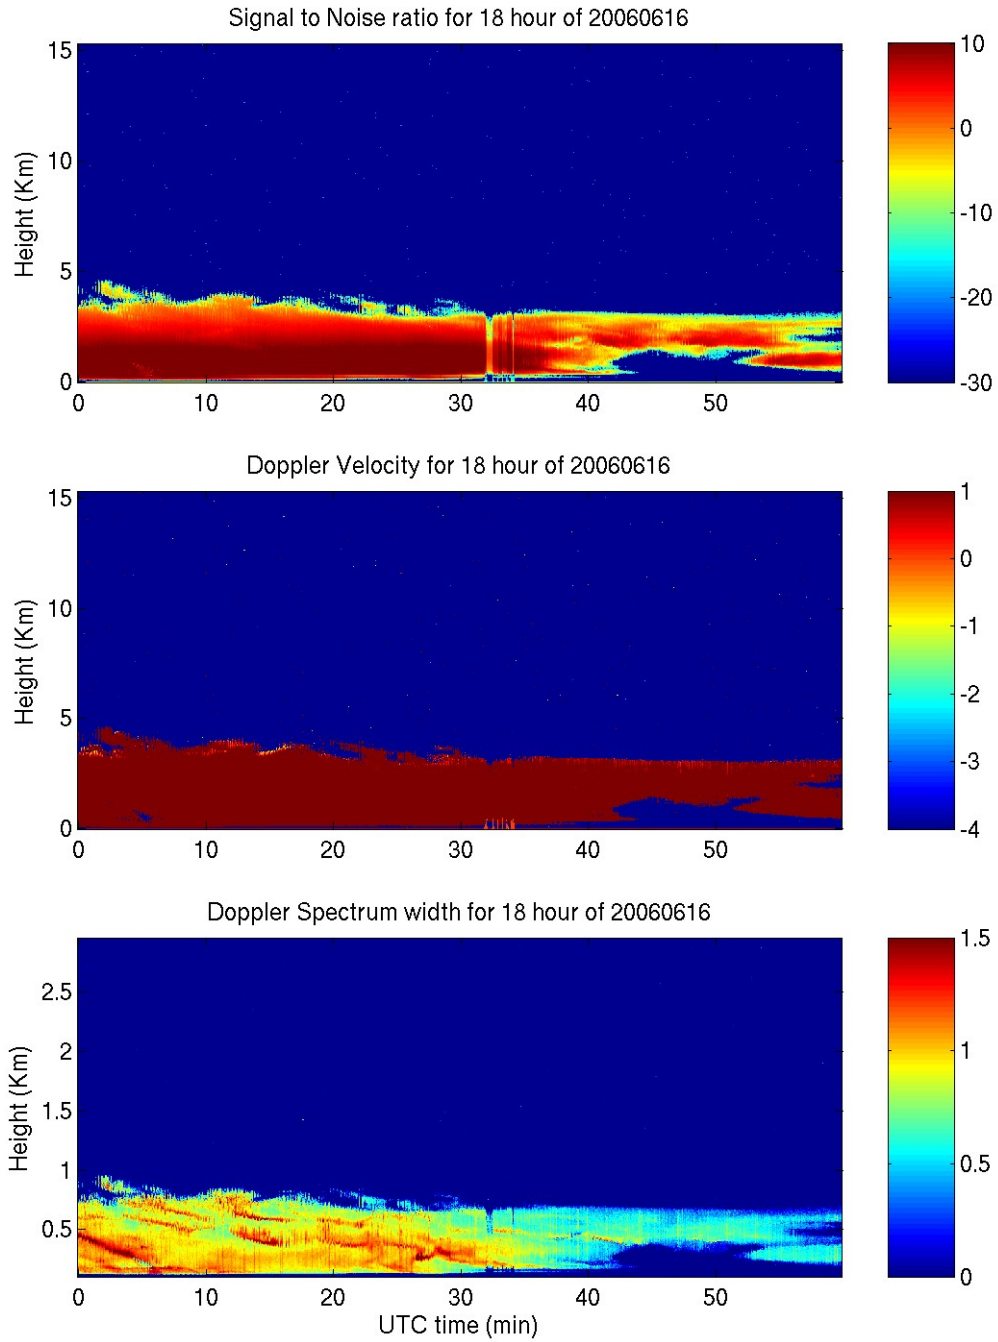 Signal to Noise ratio for 18 hour of 20060616
15
10
5
0
Height (Km)
0 10 20 30 40 50
10
0
-10
-20
-30
Doppler Velocity for 18 hour of 20060616
15
10
5
0
Height (Km)
0 10 20 30 40 50
1
0
-1
-2
-3
-4
Doppler Spectrum width for 18 hour of 20060616
2.5
2
1.5
1
0.5
Height (Km)
0 10 20 30 40 50
UTC time (min)
1.5
1
0.5
0